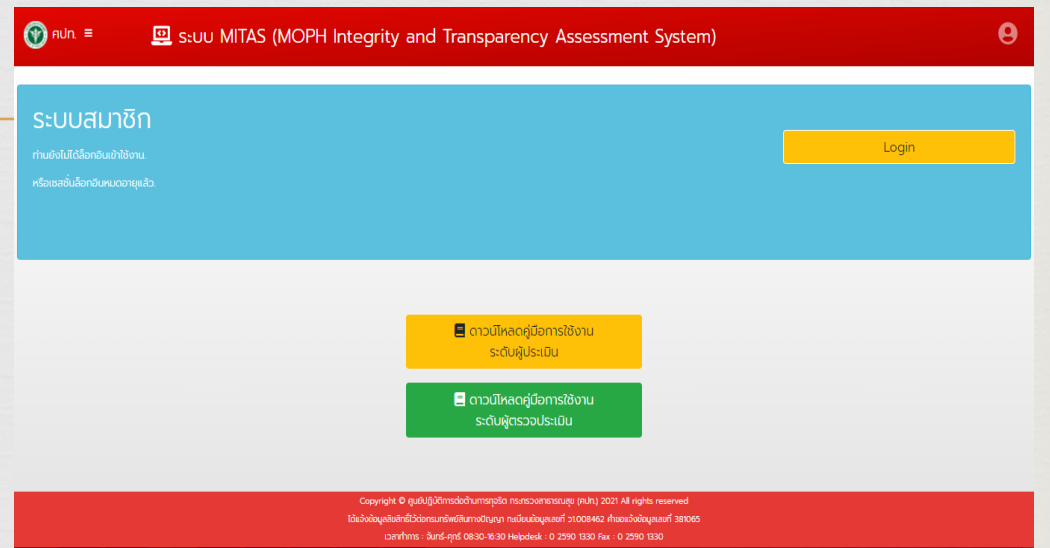 ศปท.
ระบบ MITAS (MOPH Integrity and Transparency Assessment System)
ระบบสมาชิก
ท่านยังไม่ได้ล็อกอินเข้าใช้งาน.
หรือเซสชั่นล็อกอินหมดอายุแล้ว.
Login
ดาวน์โหลดคู่มือการใช้งาน
ระดับผู้ประเมิน
ดาวน์โหลดคู่มือการใช้งาน
ระดับผู้ตรวจประเมิน
Copyright © ศูนย์ปฏิบัติการต่อต้านการทุจริต กระทรวงสาธารณสุข (ศปท.) 2021 All rights reserved
ได้แจ้งข้อมูลลิขสิทธิ์ไว้ต่อกรมทรัพย์สินทางปัญญา ทะเบียนข้อมูลเลขที่ ว1.008462 คำขอแจ้งข้อมูลเลขที่ 381065
เวลาทำการ : จันทร์-ศุกร์ 08:30-16:30 Helpdesk : 0 2590 1330 Fax : 0 2590 1330